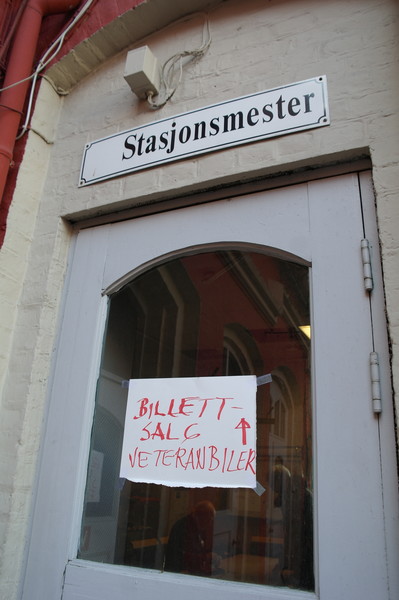 Stasjonsmester
BILLETT-
SALG
VETERANBILER